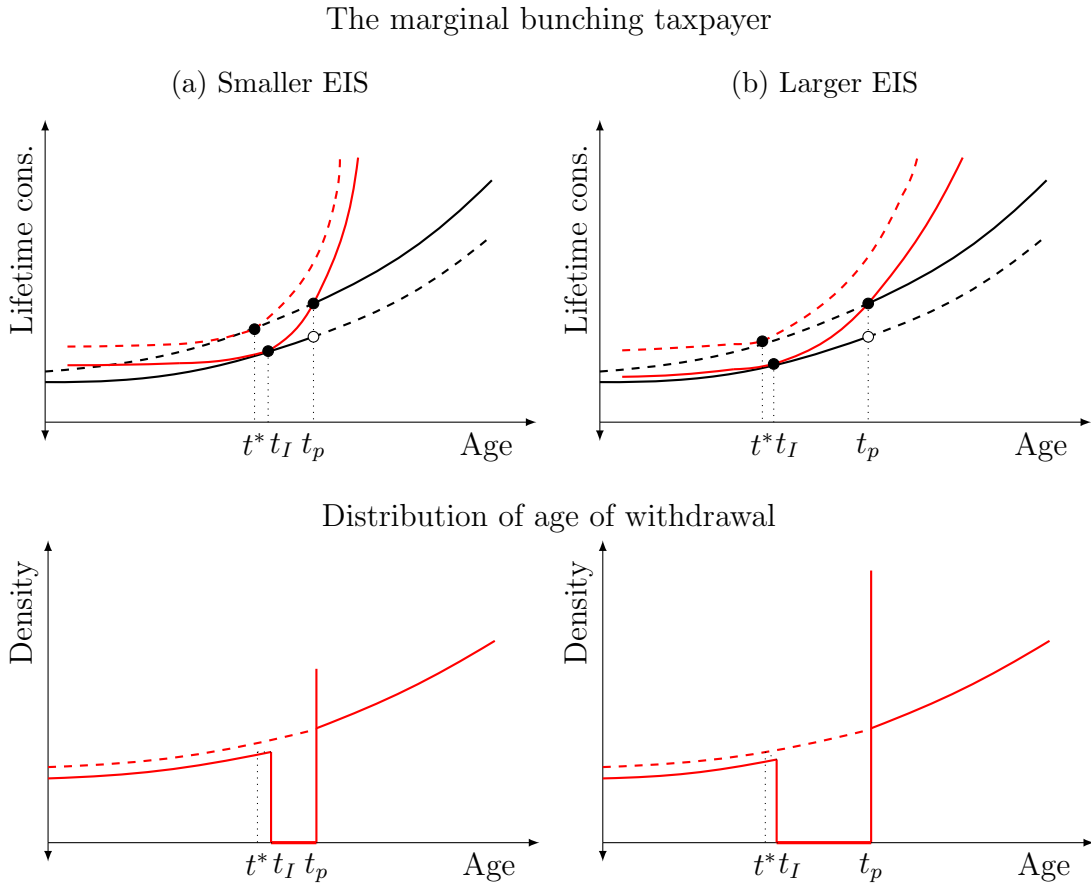 The marginal bunching taxpayer
(a) Smaller EIS
(b) Larger EIS
Lifetime cons.
t* t_I t_p
Age
Lifetime cons.
t* t_I
t_p
Age
Distribution of age of withdrawal
Density
t* t_I t_p
Age
Density
t* t_I
t_p
Age